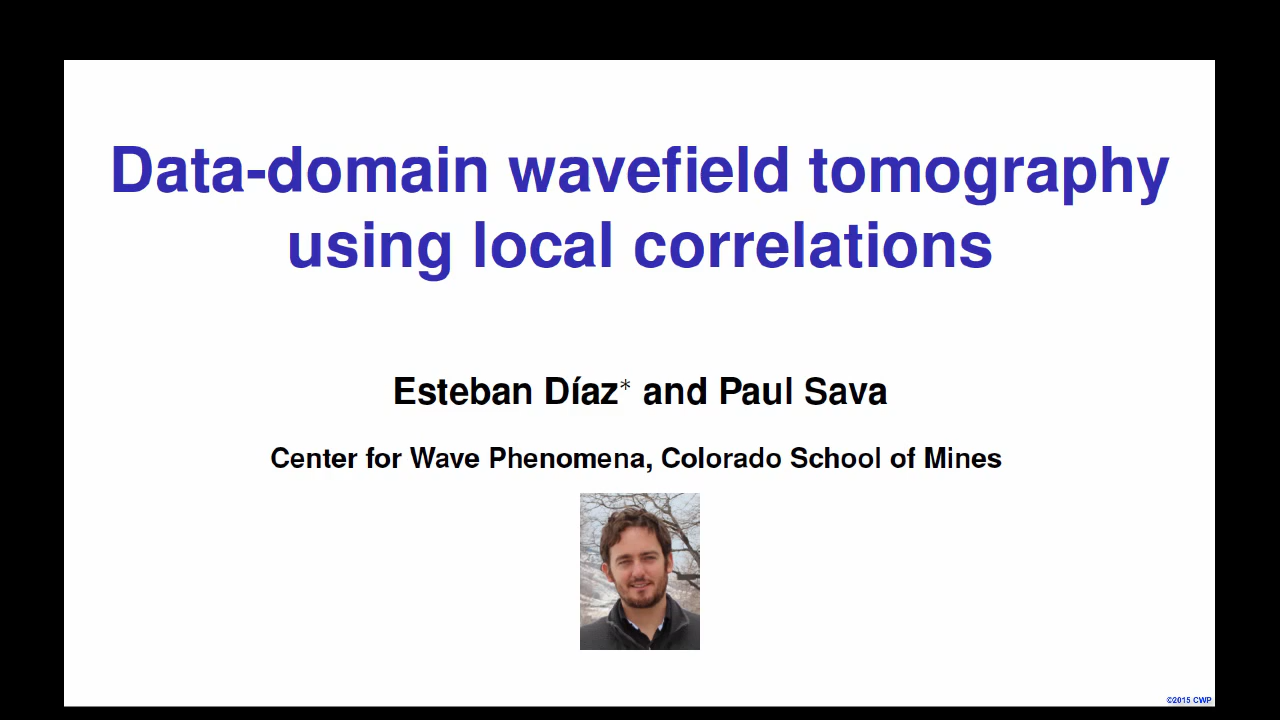 Data-domain wavefield tomography
using local correlations
Esteban Díaz* and Paul Sava
Center for Wave Phenomena, Colorado School of Mines
©2015 CWP